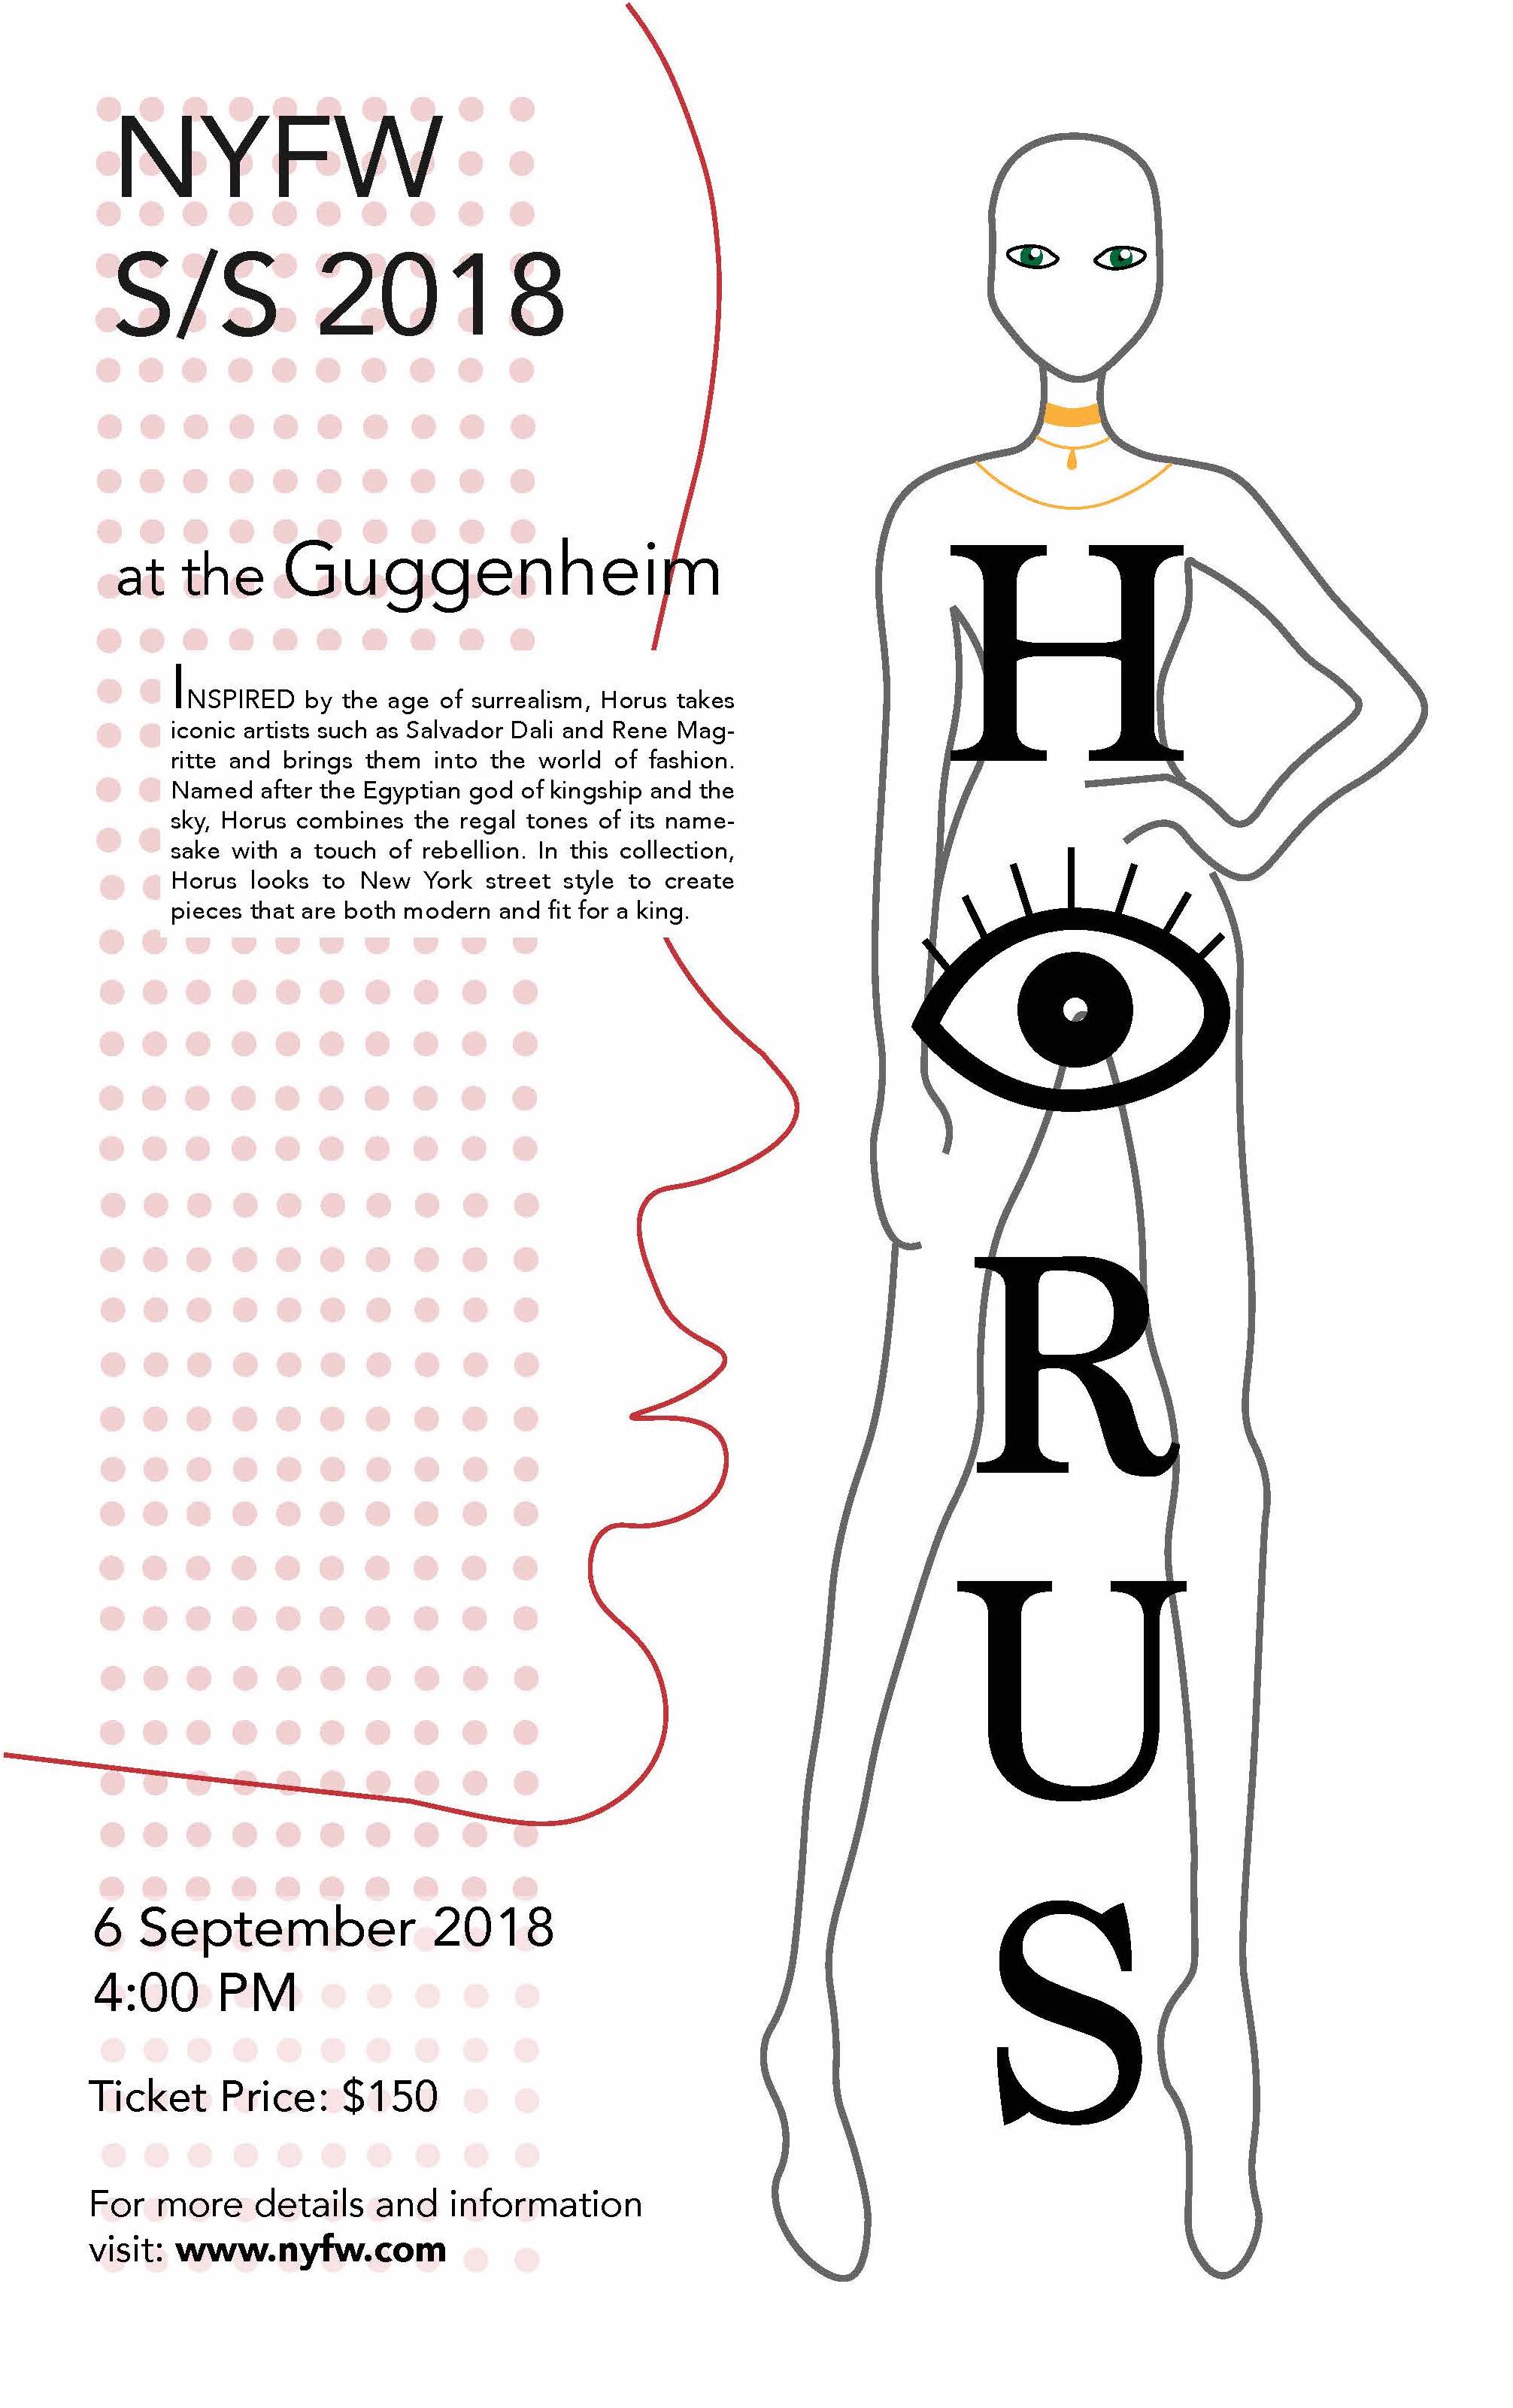 NYFW
S/S 2018
at the Guggenheim
INSPIRED by the age of surrealism, Horus takes
iconic artists such as Salvador Dali and Rene Mag-
ritte and brings them into the world of fashion.
Named after the Egyptian god of kingship and the
sky, Horus combines the regal tones of its name-
sake with a touch of rebellion. In this collection,
Horus looks to New York street style to create
pieces that are both modern and fit for a king.
6 September 2018
4:00 PM
Ticket Price: $150
For more details and information
visit: www.nyfw.com
H
R
U
S